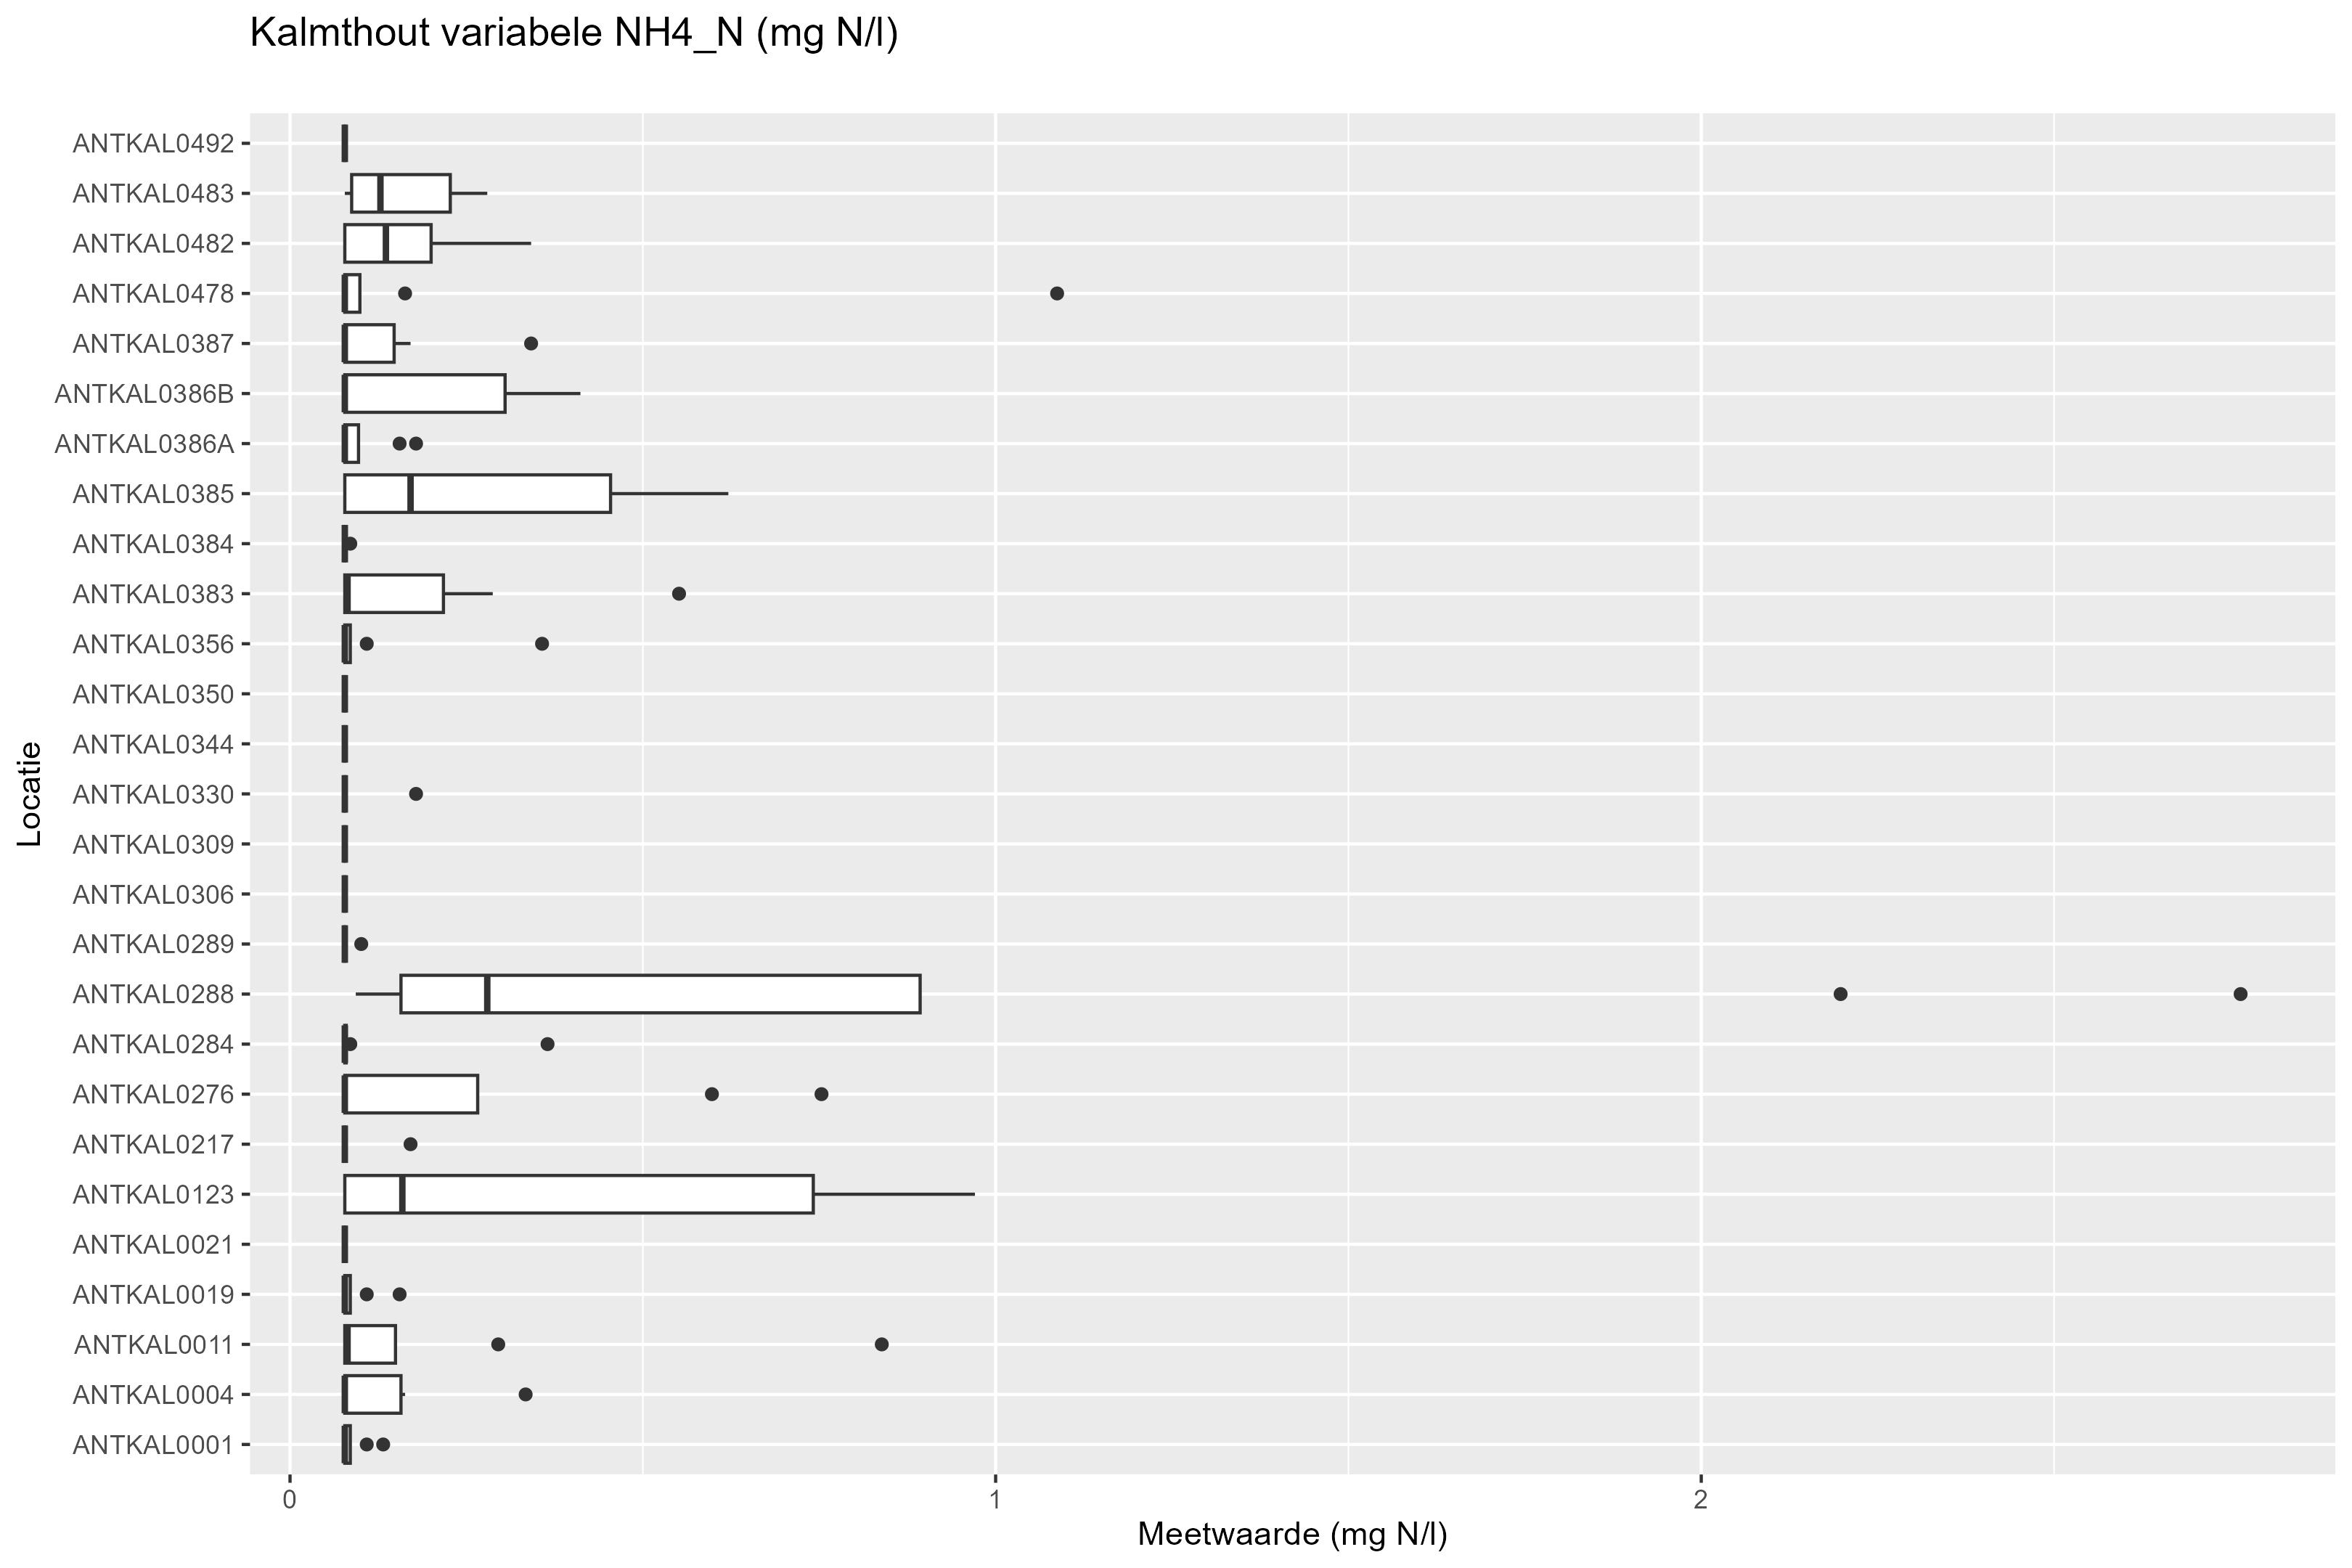 Kalmthout variabele NH4_N (mg N/l)
ANTKAL0492
ANTKAL0483
ANTKAL0482
ANTKAL0478
ANTKAL0387
ANTKAL0386B
ANTKAL0386A
ANTKAL0385
ANTKAL0384
ANTKAL0383
ANTKAL0356
ANTKAL0350
ANTKAL0344
ANTKAL0330
ANTKAL0309
ANTKAL0306
ANTKAL0289
ANTKAL0288
ANTKAL0284
ANTKAL0276
ANTKAL0217
ANTKAL0123
ANTKAL0021
ANTKAL0019
ANTKAL0011
ANTKAL0004
ANTKAL0001
Locatie
0 1 2
Meetwaarde (mg N/l)